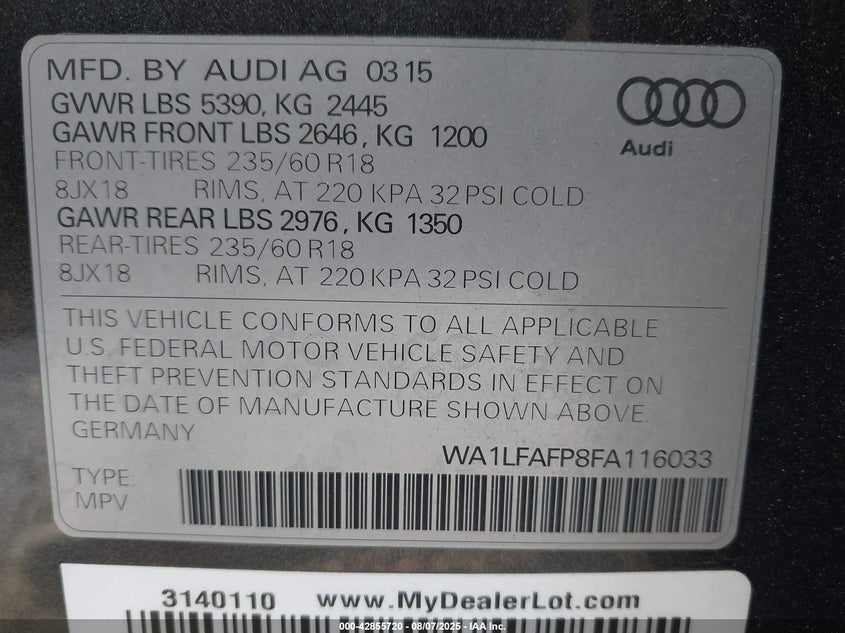 MFD. BY AUDI AG 0315
GVWR LBS 5390, KG 2445
GAWR FRONT LBS 2646, KG 1200
FRONT-TIRES 235/60 R18
8JX18 RIMS, AT 220 KPA 32 PSI COLD
GAWR REAR LBS 2976, KG 1350
REAR-TIRES 235/60 R18
8JX18 RIMS, AT 220 KPA 32 PSI COLD
Audi
THIS VEHICLE CONFORMS TO ALL APPLICABLE
U.S. FEDERAL MOTOR VEHICLE SAFETY AND
THEFT PREVENTION STANDARDS IN EFFECT ON
THE DATE OF MANUFACTURE SHOWN ABOVE.
GERMANY
WA1LFAFP8FA116033
TYPE:
MPV
3140110 www.MyDealerLot.com
000-42855720 - 08/07/2025 - IAA Inc.